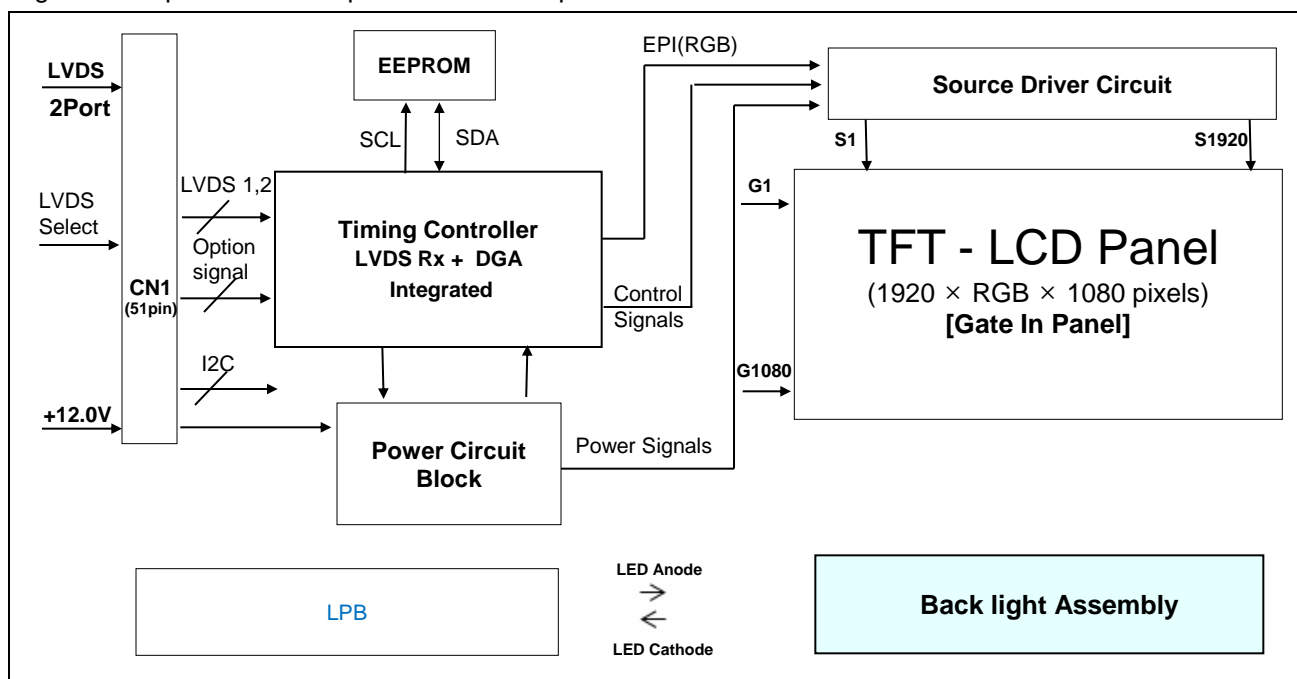 EPI(RGB)
EEPROM
Source Driver Circuit
LVDS
2Port
SCL
SDA
S1
S1920
LVDS 1,2
G1
LVDS
Select
Timing Controller
LVDS Rx + DGA
Integrated
TFT - LCD Panel
(1920 × RGB × 1080 pixels)
[Gate In Panel]
Option
signal
CN1
(51pin)
Control
Signals
I2C
G1080
+12.0V
Power Circuit
Block
Power Signals
LED Anode
LPB
Back light Assembly
LED Cathode